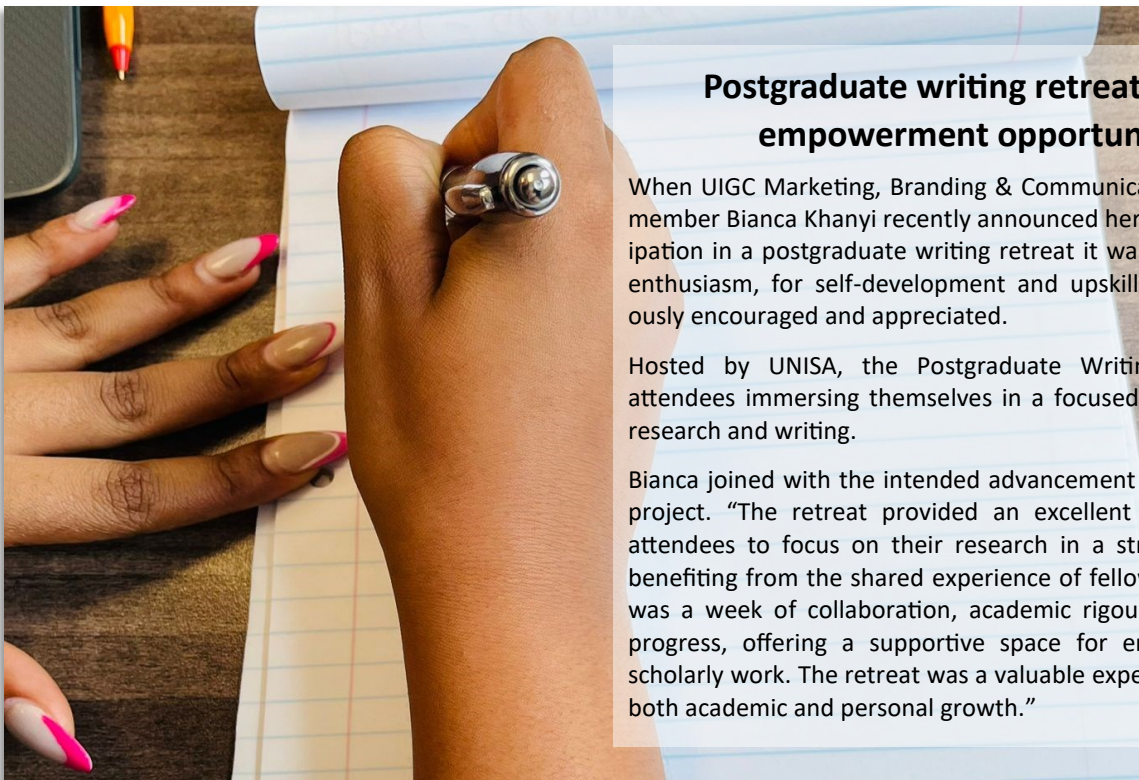 Postgraduate writing retreat
empowerment opportun
When UIGC Marketing, Branding & Communica
member Bianca Khanyi recently announced her
ipation in a postgraduate writing retreat it wa
enthusiasm, for self-development and upskill
ously encouraged and appreciated.
Hosted by UNISA, the Postgraduate Writin
attendees immersing themselves in a focused
research and writing.
Bianca joined with the intended advancement
project. “The retreat provided an excellent
attendees to focus on their research in a str
benefiting from the shared experience of fellow
was a week of collaboration, academic rigou
progress, offering a supportive space for en
scholarly work. The retreat was a valuable expe
both academic and personal growth.”